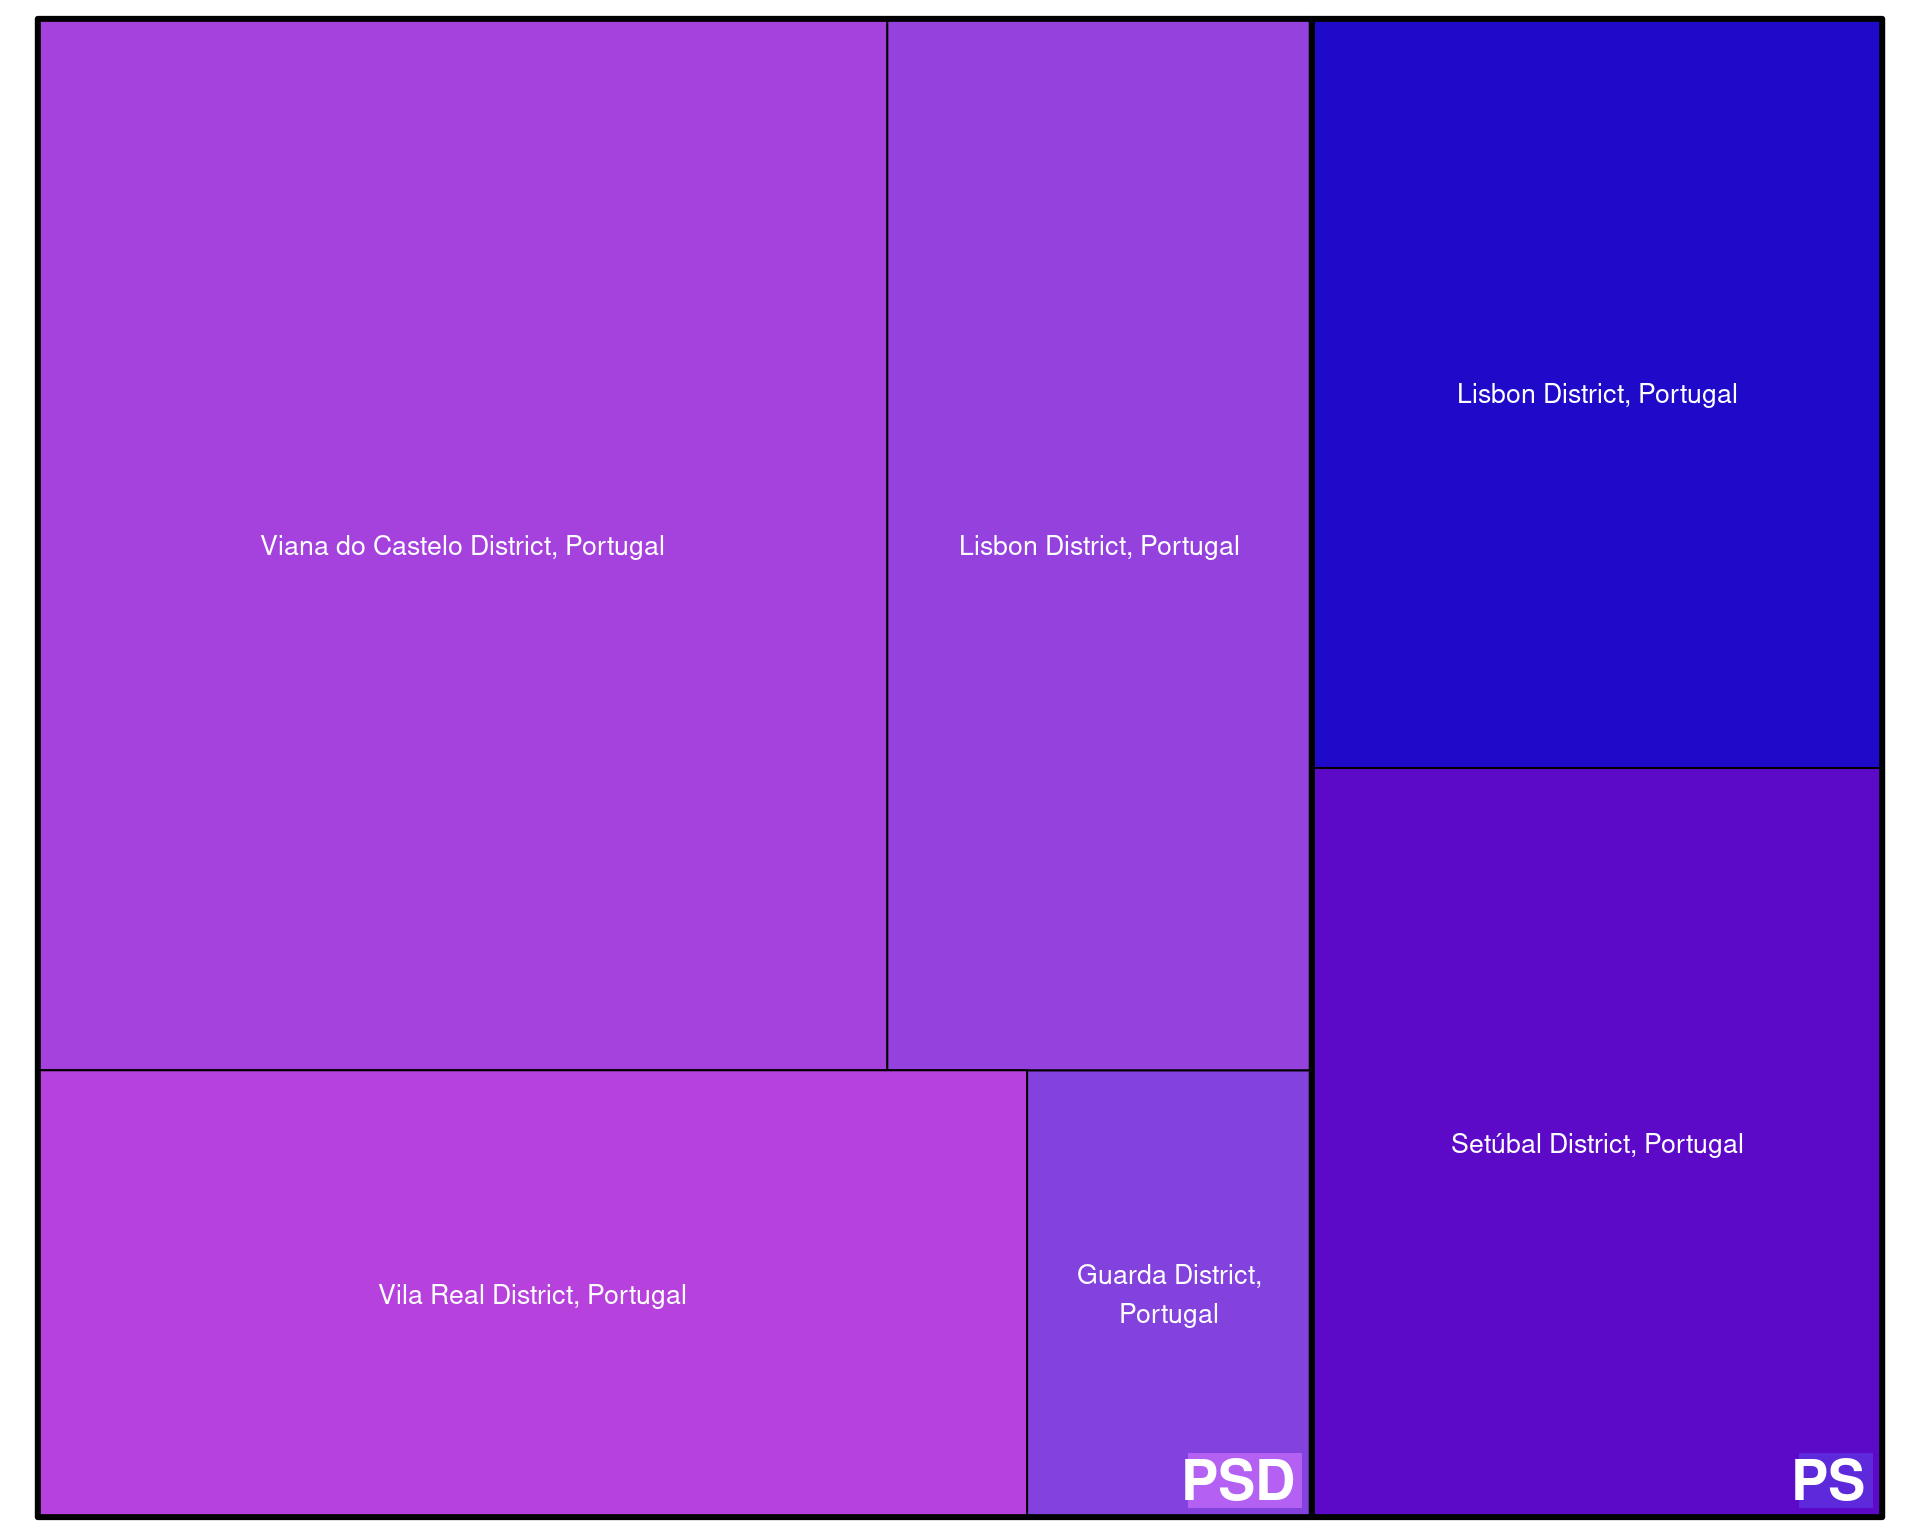 Viana do Castelo District, Portugal
Lisbon District, Portugal
Lisbon District, Portugal
Vila Real District, Portugal
Guarda District,
Portugal
Setúbal District, Portugal
PSD
PS